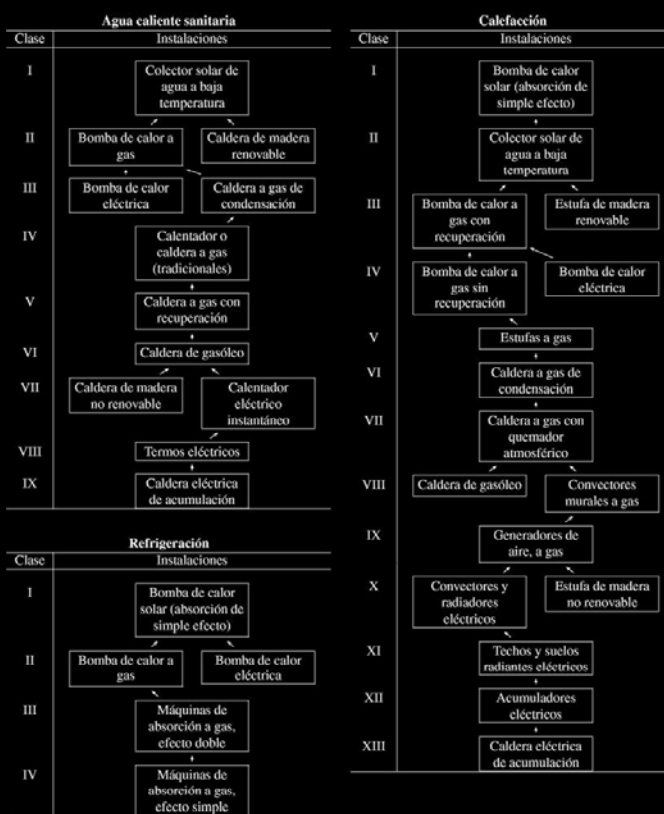 Agua caliente sanitaria
Clase
Instalaciones
I
Colector solar de
agua a baja
temperatura
II
Bomba de calor a
gas
Caldera de madera
renovable
III
Bomba de calor
eléctrica
Caldera a gas de
condensación
IV
Calentador o
caldera a gas
(tradicionales)
V
Caldera a gas con
recuperación
VI
Caldera de gasóleo
VII
Caldera de madera
no renovable
Calentador
eléctrico
instantáneo
VIII
Termos eléctricos
IX
Caldera eléctrica
de acumulación
Refrigeración
Clase
Instalaciones
I
Bomba de calor
solar (absorción de
simple efecto)
II
Bomba de calor a
gas
Bomba de calor
eléctrica
III
Máquinas de
absorción a gas,
efecto doble
IV
Máquinas de
absorción a gas,
efecto simple
Calefacción
Clase
Instalaciones
I
Bomba de calor
solar (absorción de
simple efecto)
II
Colector solar de
agua a baja
temperatura
III
Bomba de calor a
gas con
recuperación
Estufa de madera
renovable
IV
Bomba de calor a
gas sin
recuperación
Bomba de calor
eléctrica
V
Estufas a gas
VI
Caldera a gas de
condensación
VII
Caldera a gas con
quemador
atmosférico
VIII
Caldera de gasóleo
Convectores
murales a gas
IX
Generadores de
aire, a gas
X
Convectores y
radiadores
eléctricos
Estufa de madera
no renovable
XI
Techos y suelos
radiantes eléctricos
XII
Acumuladores
eléctricos
XIII
Caldera eléctrica
de acumulación